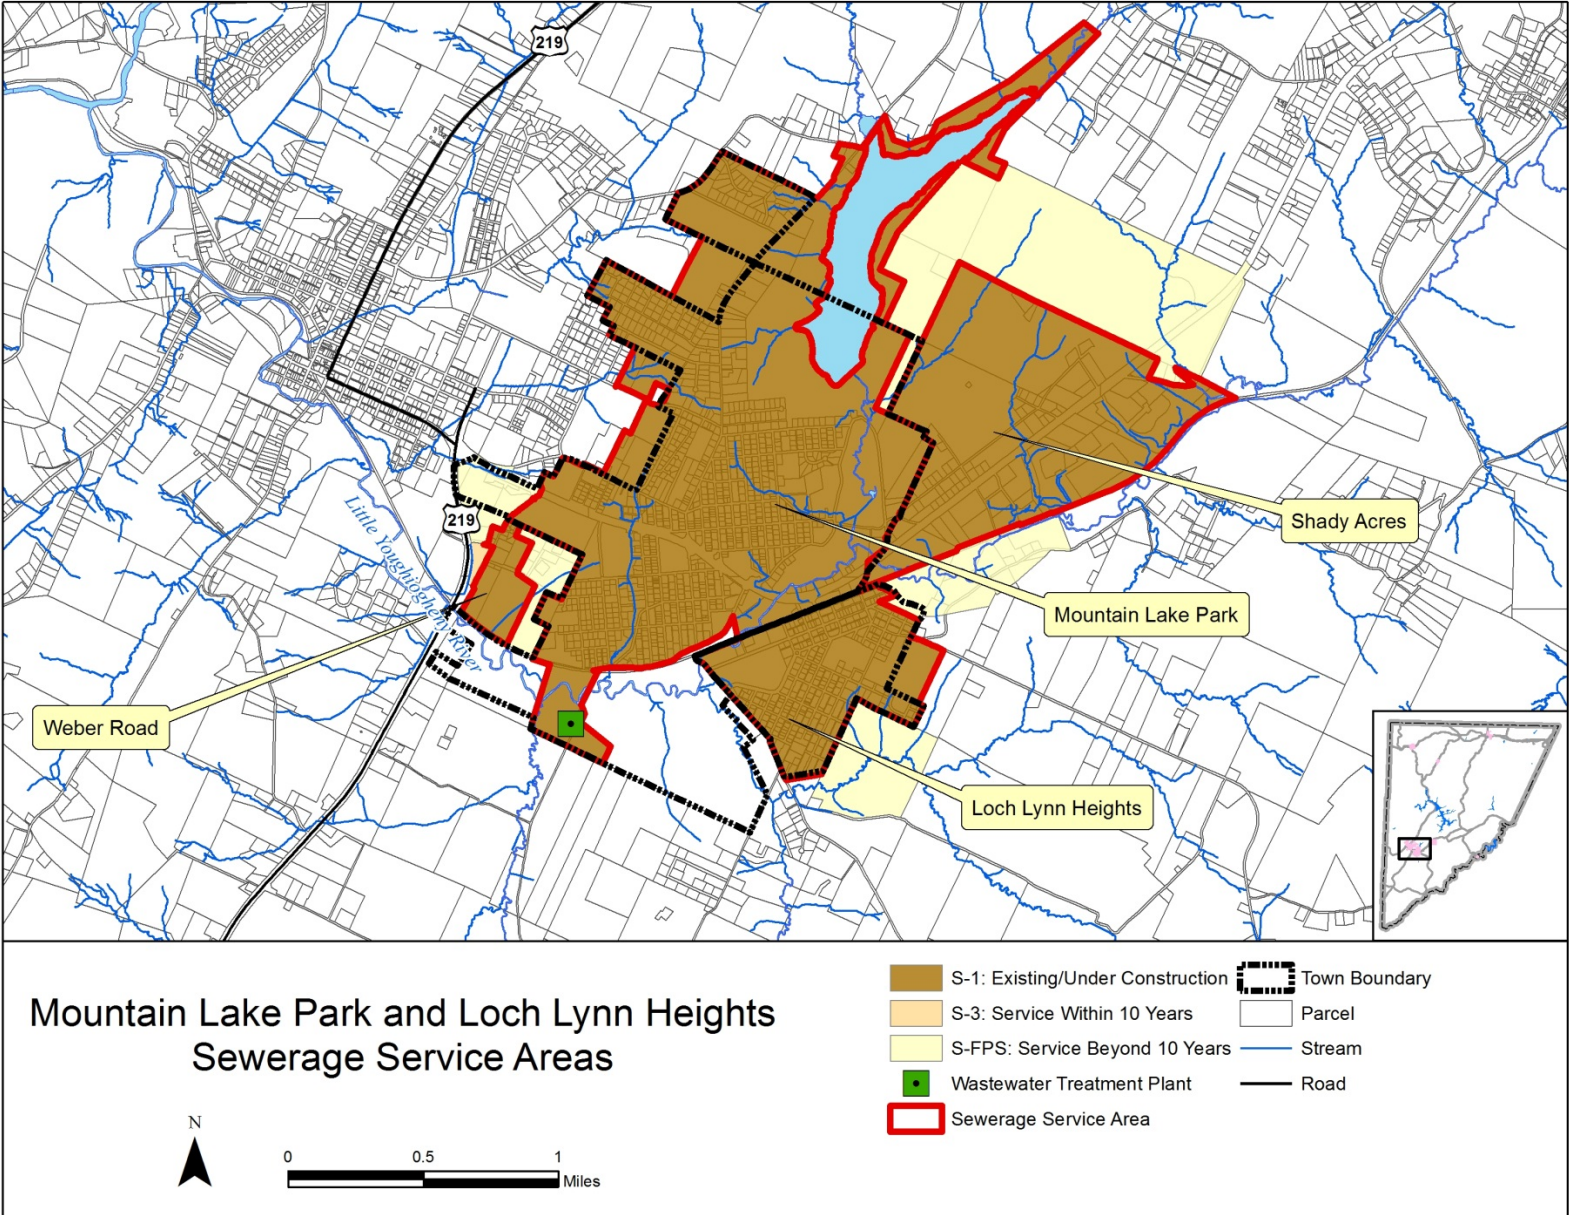 219
219
Little Youghiogheny River
Shady Acres
Mountain Lake Park
Weber Road
Loch Lynn Heights
Mountain Lake Park and Loch Lynn Heights
Sewerage Service Areas
N
0 0.5 1
Miles
S-1: Existing/Under Construction
S-3: Service Within 10 Years
S-FPS: Service Beyond 10 Years
Wastewater Treatment Plant
Sewerage Service Area
Town Boundary
Parcel
Stream
Road